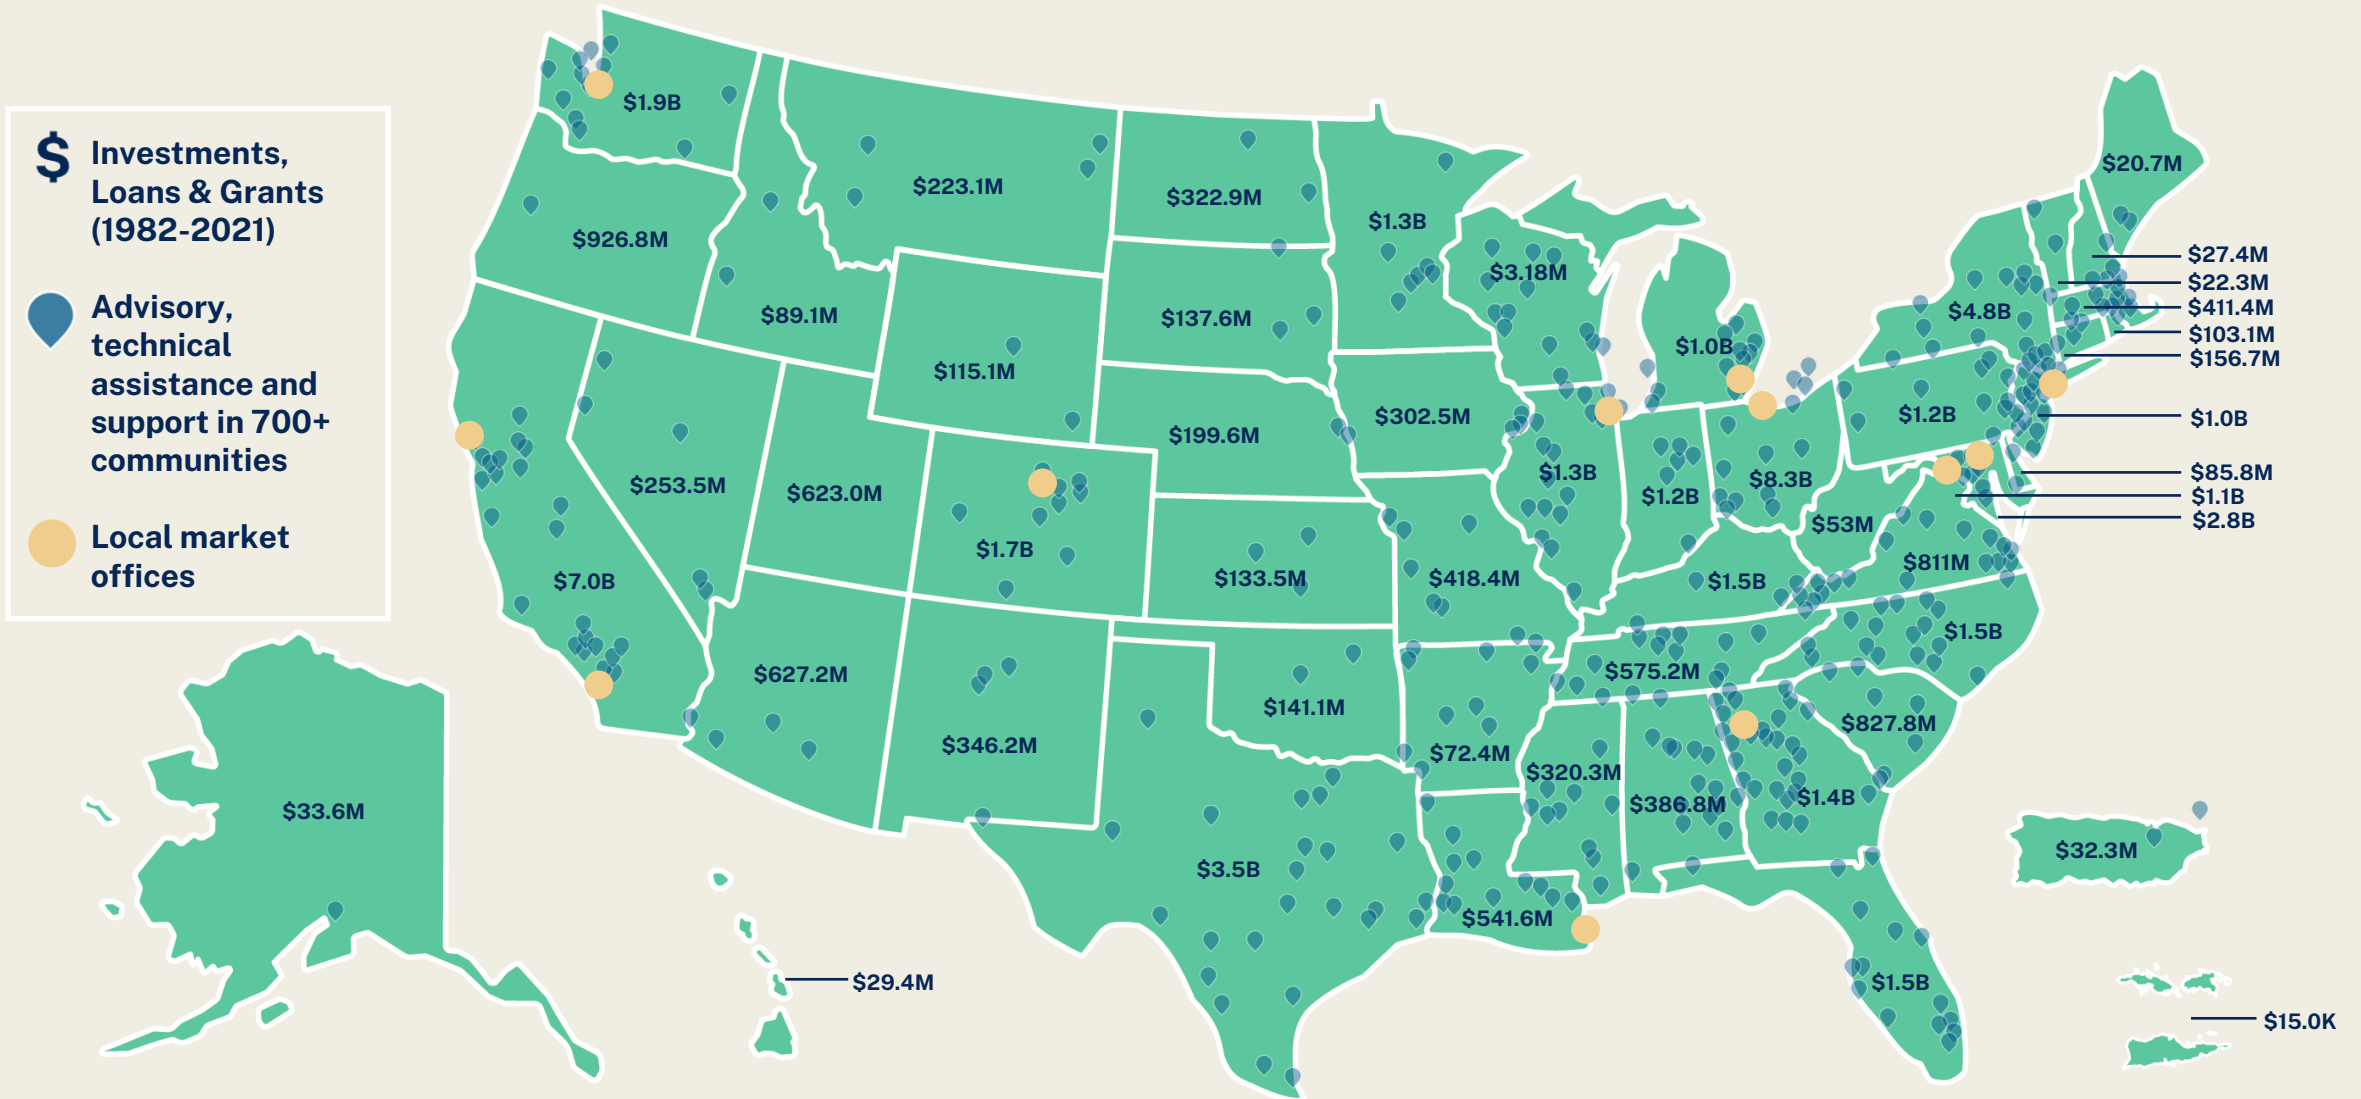 $ Investments,
Loans & Grants
(1982-2021)
Advisory,
technical
assistance and
support in 700+
communities
Local market
offices
$1.9B
$926.8M
$223.1M
$89.1M
$322.9M
$1.3B
$3.18M
$137.6M
$115.1M
$1.0B
$20.7M
$27.4M
$22.3M
$411.4M
$103.1M
$156.7M
$4.8B
$1.2B
$1.0B
$85.8M
$1.1B
$2.8B
$302.5M
$199.6M
$1.3B
$1.2B
$8.3B
$53M
$811M
$253.5M
$623.0M
$1.7B
$7.0B
$133.5M
$418.4M
$1.5B
$1.5B
$575.2M
$627.2M
$346.2M
$141.1M
$72.4M
$827.8M
$320.3M
$386.8M
$1.4B
$3.5B
$541.6M
$1.5B
$33.6M
$29.4M
$32.3M
$15.0K